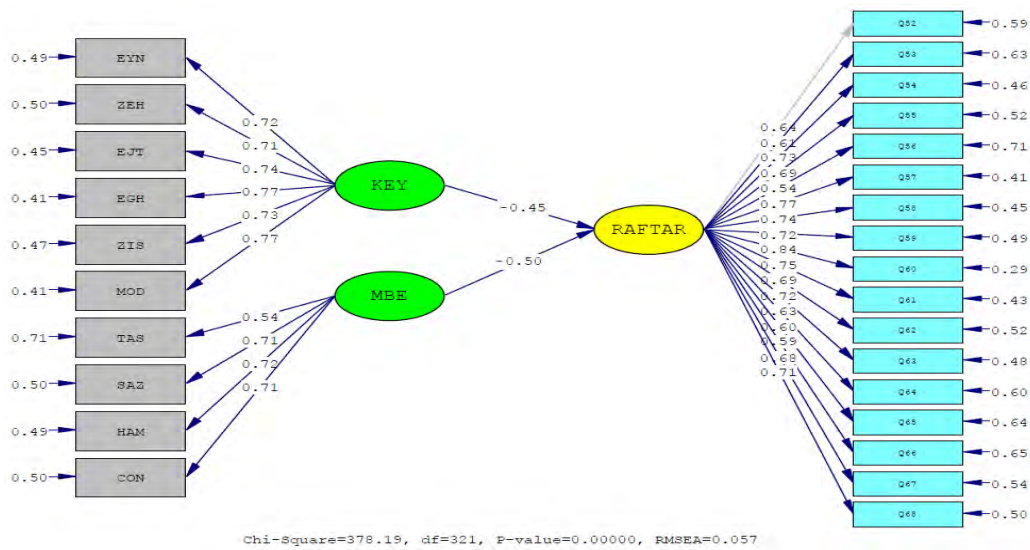 0.49 EYN
0.50 ZEH
0.45 EJT
0.41 EGH
0.47 ZIS
0.41 MOD
0.71 TAS
0.50 SAZ
0.49 HAM
0.50 CON
0.72
0.71
0.74
0.77
0.73
0.77
0.54
0.71
0.72
0.71
KEY
MBE
-0.45
-0.50
RAFTAR
0.64
0.61
0.73
0.69
0.54
0.77
0.74
0.72
0.84
0.75
0.69
0.72
0.63
0.60
0.59
0.68
0.71
Q52 0.59
Q53 0.63
Q54 0.46
Q55 0.52
Q56 0.71
Q57 0.41
Q58 0.45
Q59 0.49
Q60 0.29
Q61 0.43
Q62 0.52
Q63 0.48
Q64 0.60
Q65 0.64
Q66 0.65
Q67 0.54
Q68 0.50
Chi-Square=378.19, df=321, P-value=0.00000, RMSEA=0.057